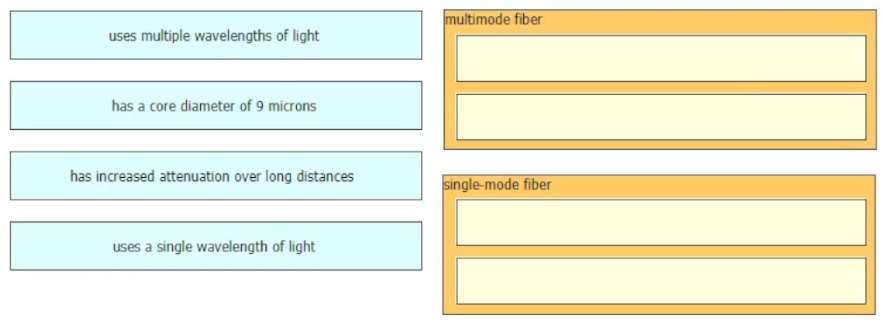 uses multiple wavelengths of light
has a core diameter of 9 microns
has increased attenuation over long distances
uses a single wavelength of light
multimode fiber
single-mode fiber